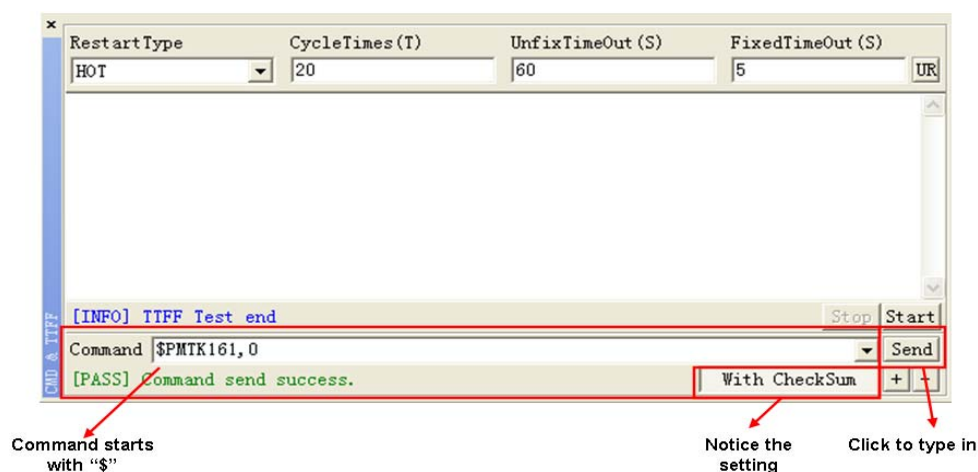 ×
RestartType CycleTimes(T) UnfixTimeOut(S) FixedTimeOut(S)
HOT 20 60 5 UR
[INFO] TTFF Test end Stop Start
Command $PMTK161,0 Send
[PASS] Command send success. With CheckSum + -
CMD & TTFF
Command starts with “$”
Notice the setting
Click to type in